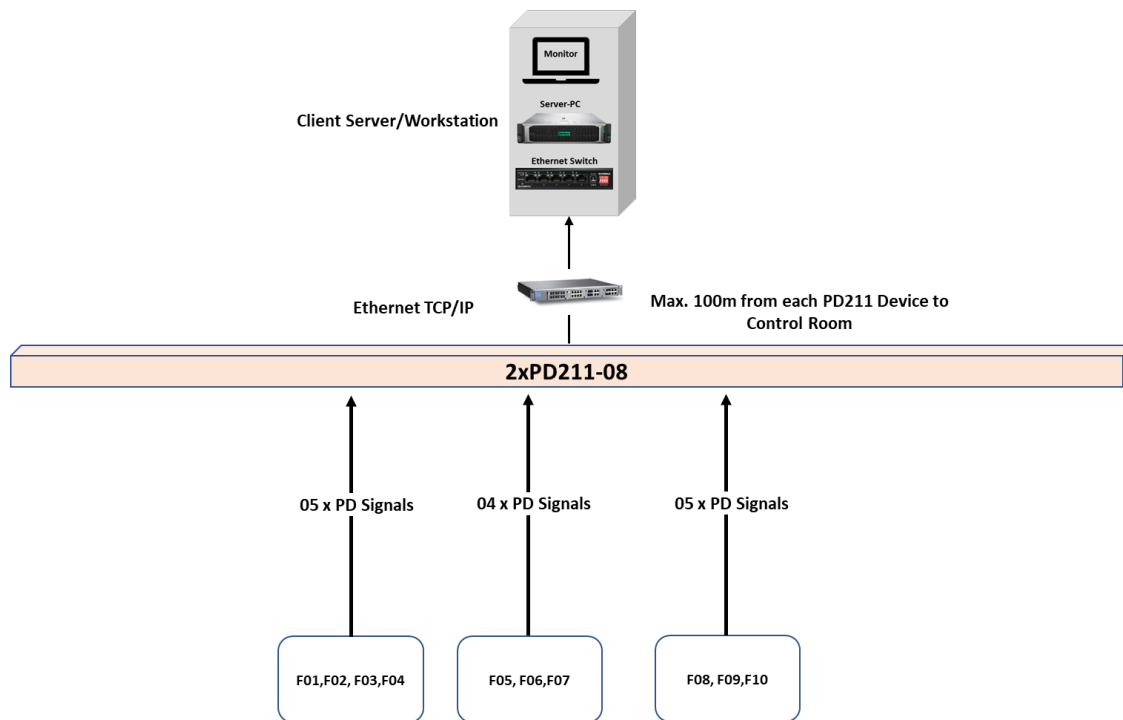 Monitor
Server-PC
Client Server/Workstation
Ethernet Switch
Ethernet TCP/IP
Max. 100m from each PD211 Device to
Control Room
2xPD211-08
05 x PD Signals
04 x PD Signals
05 x PD Signals
F01,F02, F03,F04
F05, F06,F07
F08, F09,F10